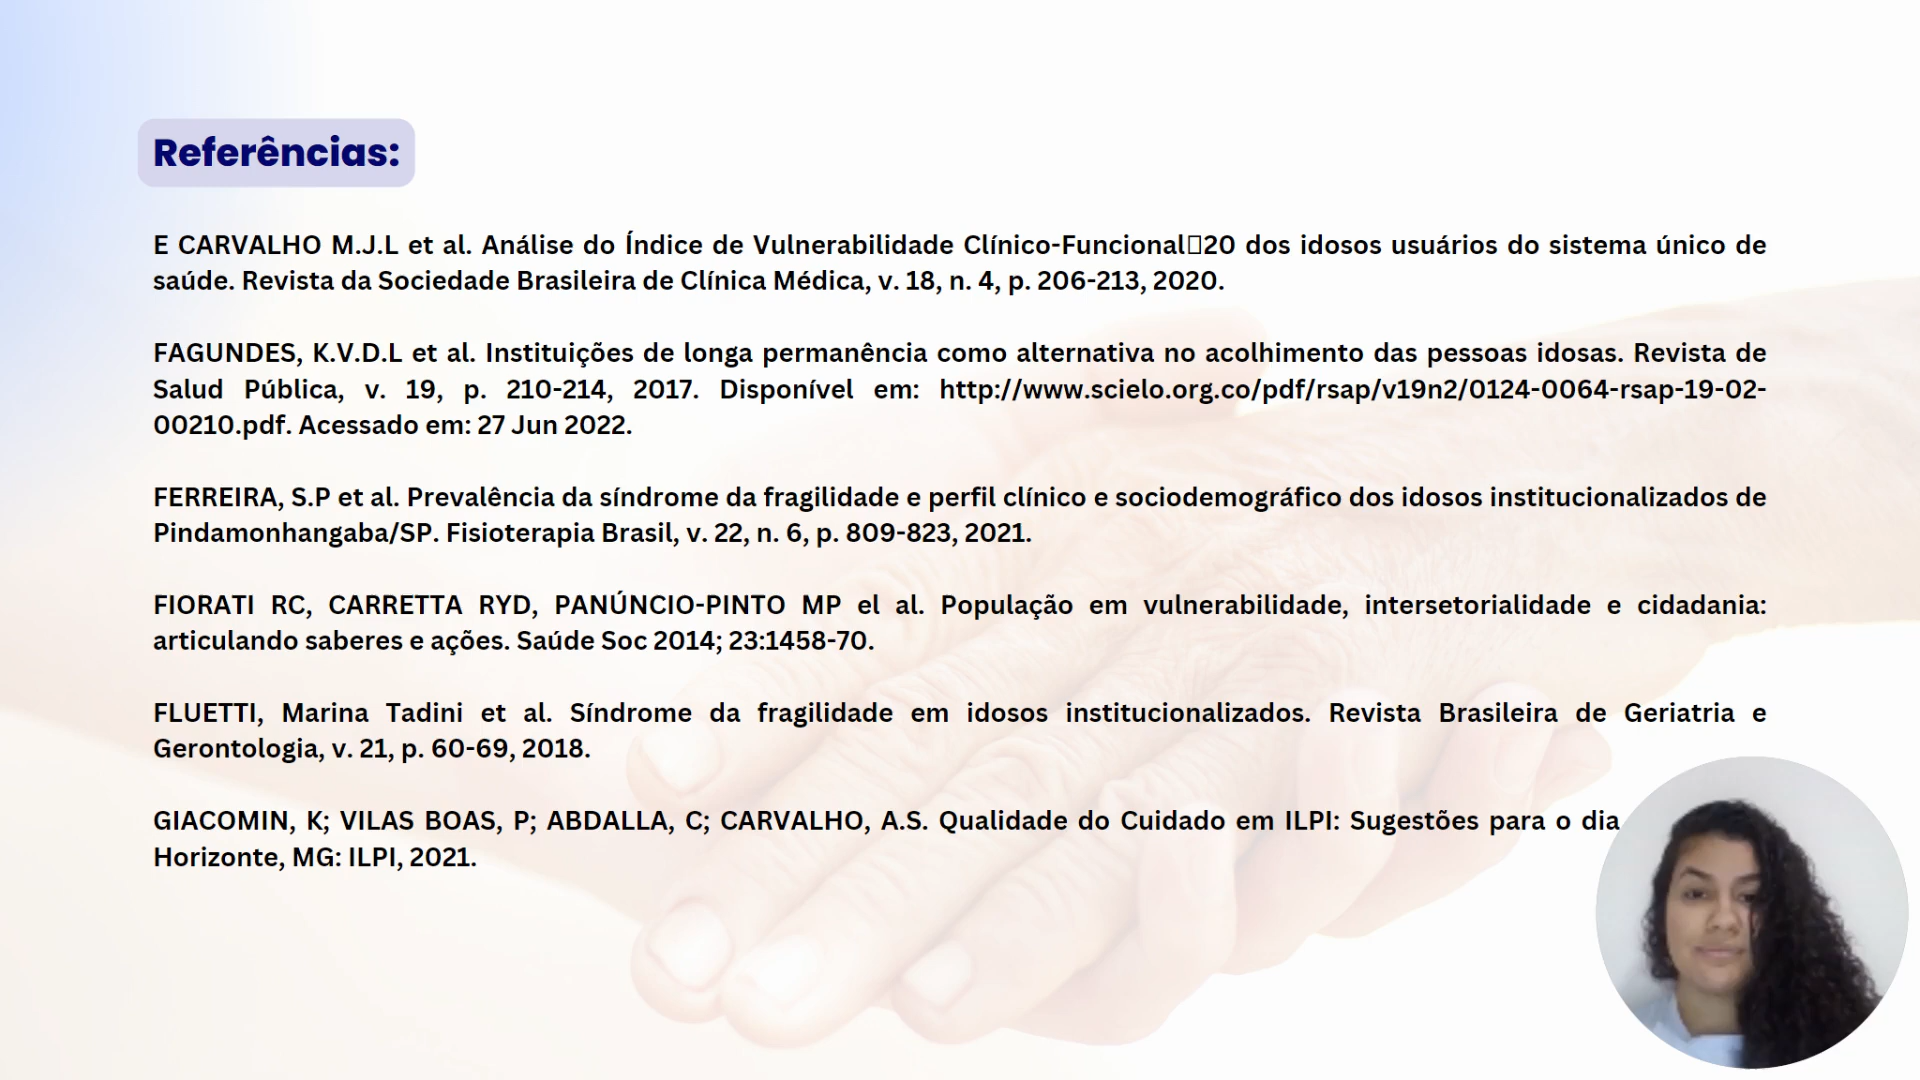 Referências:
E CARVALHO M.J.L et al. Análise do Índice de Vulnerabilidade Clínico-Funcional□20 dos idosos usuários do sistema único de
saúde. Revista da Sociedade Brasileira de Clínica Médica, v. 18, n. 4, p. 206-213, 2020.
FAGUNDES, K.V.D.L et al. Instituições de longa permanência como alternativa no acolhimento das pessoas idosas. Revista de
Salud Pública, v. 19, p. 210-214, 2017. Disponível em: http://www.scielo.org.co/pdf/rsap/v19n2/0124-0064-rsap-19-02-
00210.pdf. Acessado em: 27 Jun 2022.
FERREIRA, S.P et al. Prevalência da síndrome da fragilidade e perfil clínico e sociodemográfico dos idosos institucionalizados de
Pindamonhangaba/SP. Fisioterapia Brasil, v. 22, n. 6, p. 809-823, 2021.
FIORATI RC, CARRETTA RYD, PANÚNCIO-PINTO MP el al. População em vulnerabilidade, intersetorialidade e cidadania:
articulando saberes e ações. Saúde Soc 2014; 23:1458-70.
FLUETTI, Marina Tadini et al. Síndrome da fragilidade em idosos institucionalizados. Revista Brasileira de Geriatria e
Gerontologia, v. 21, p. 60-69, 2018.
GIACOMIN, K; VILAS BOAS, P; ABDALLA, C; CARVALHO, A.S. Qualidade do Cuidado em ILPI: Sugestões para o dia
Horizonte, MG: ILPI, 2021.